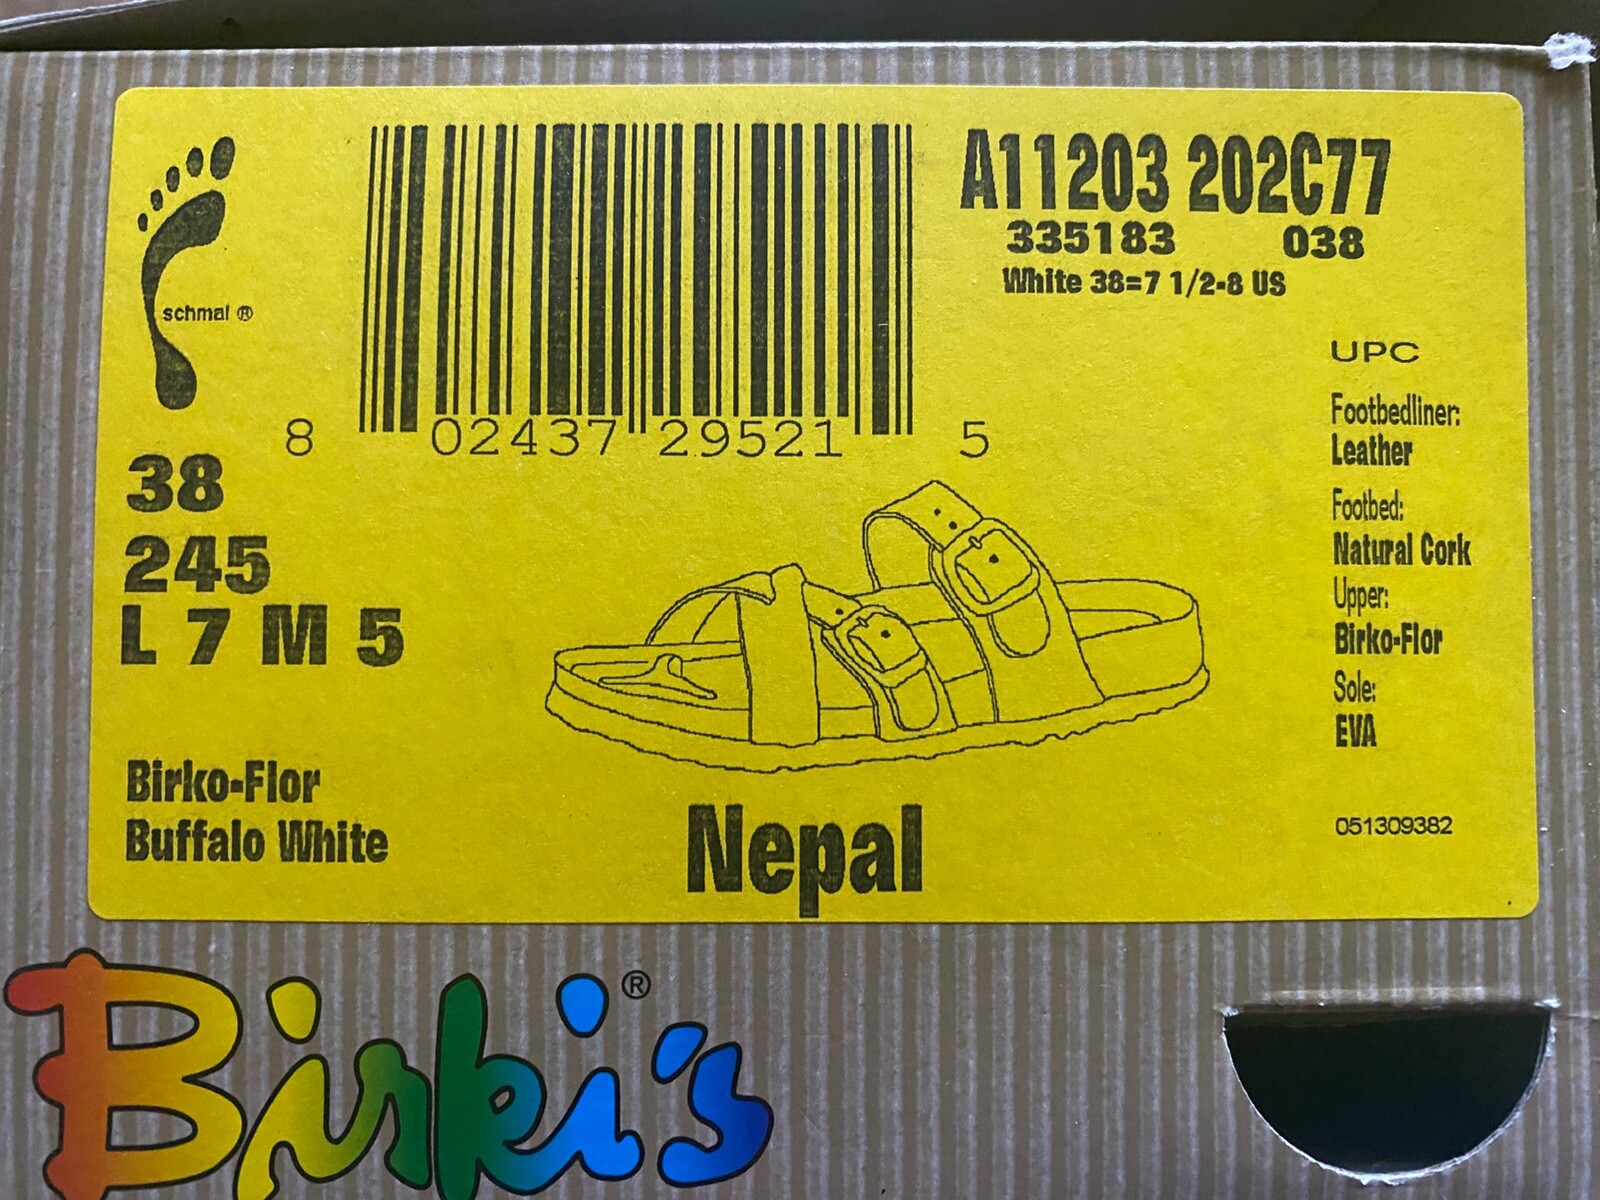 A11203 202C77
335183 038
White 38=7 1/2-8 US
schmal ®
8 02437 29521 5
38
245
L 7 M 5
UPC
Footbedliner:
Leather
Footbed:
Natural Cork
Upper:
Birko-Flor
Sole:
EVA
051309382
Birko-Flor
Buffalo White
Nepal
Birki's®